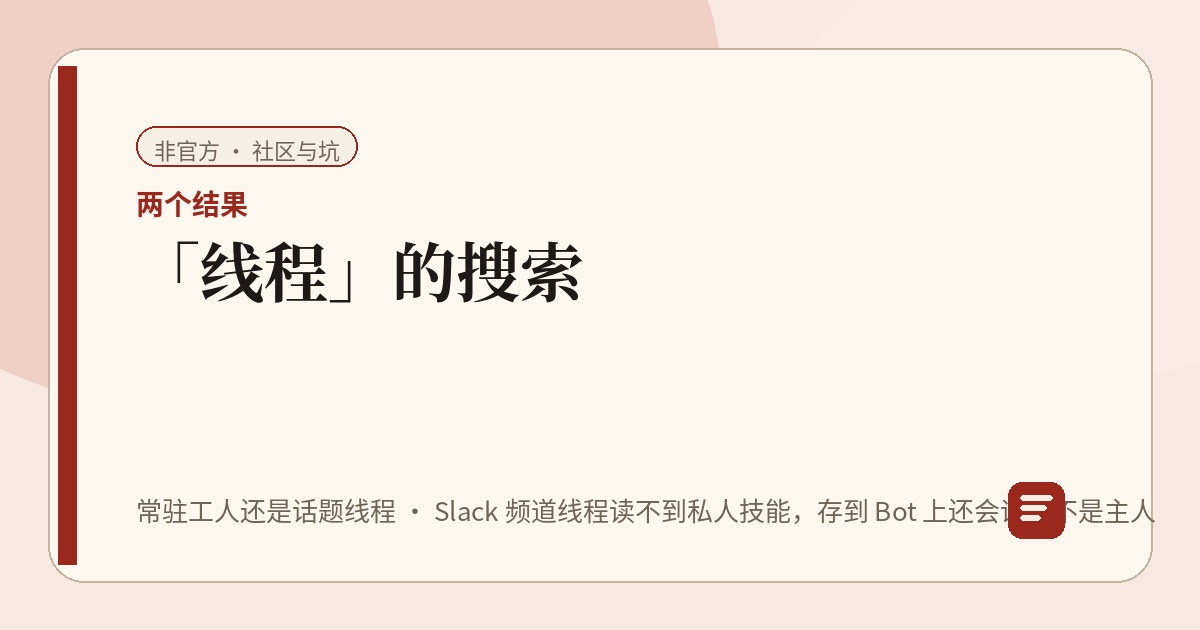 非官方 · 社区与坑
两个结果
「线程」的搜索
常驻工人还是话题线程 · Slack 频道线程读不到私人技能，存到 Bot 上还会 不是主人